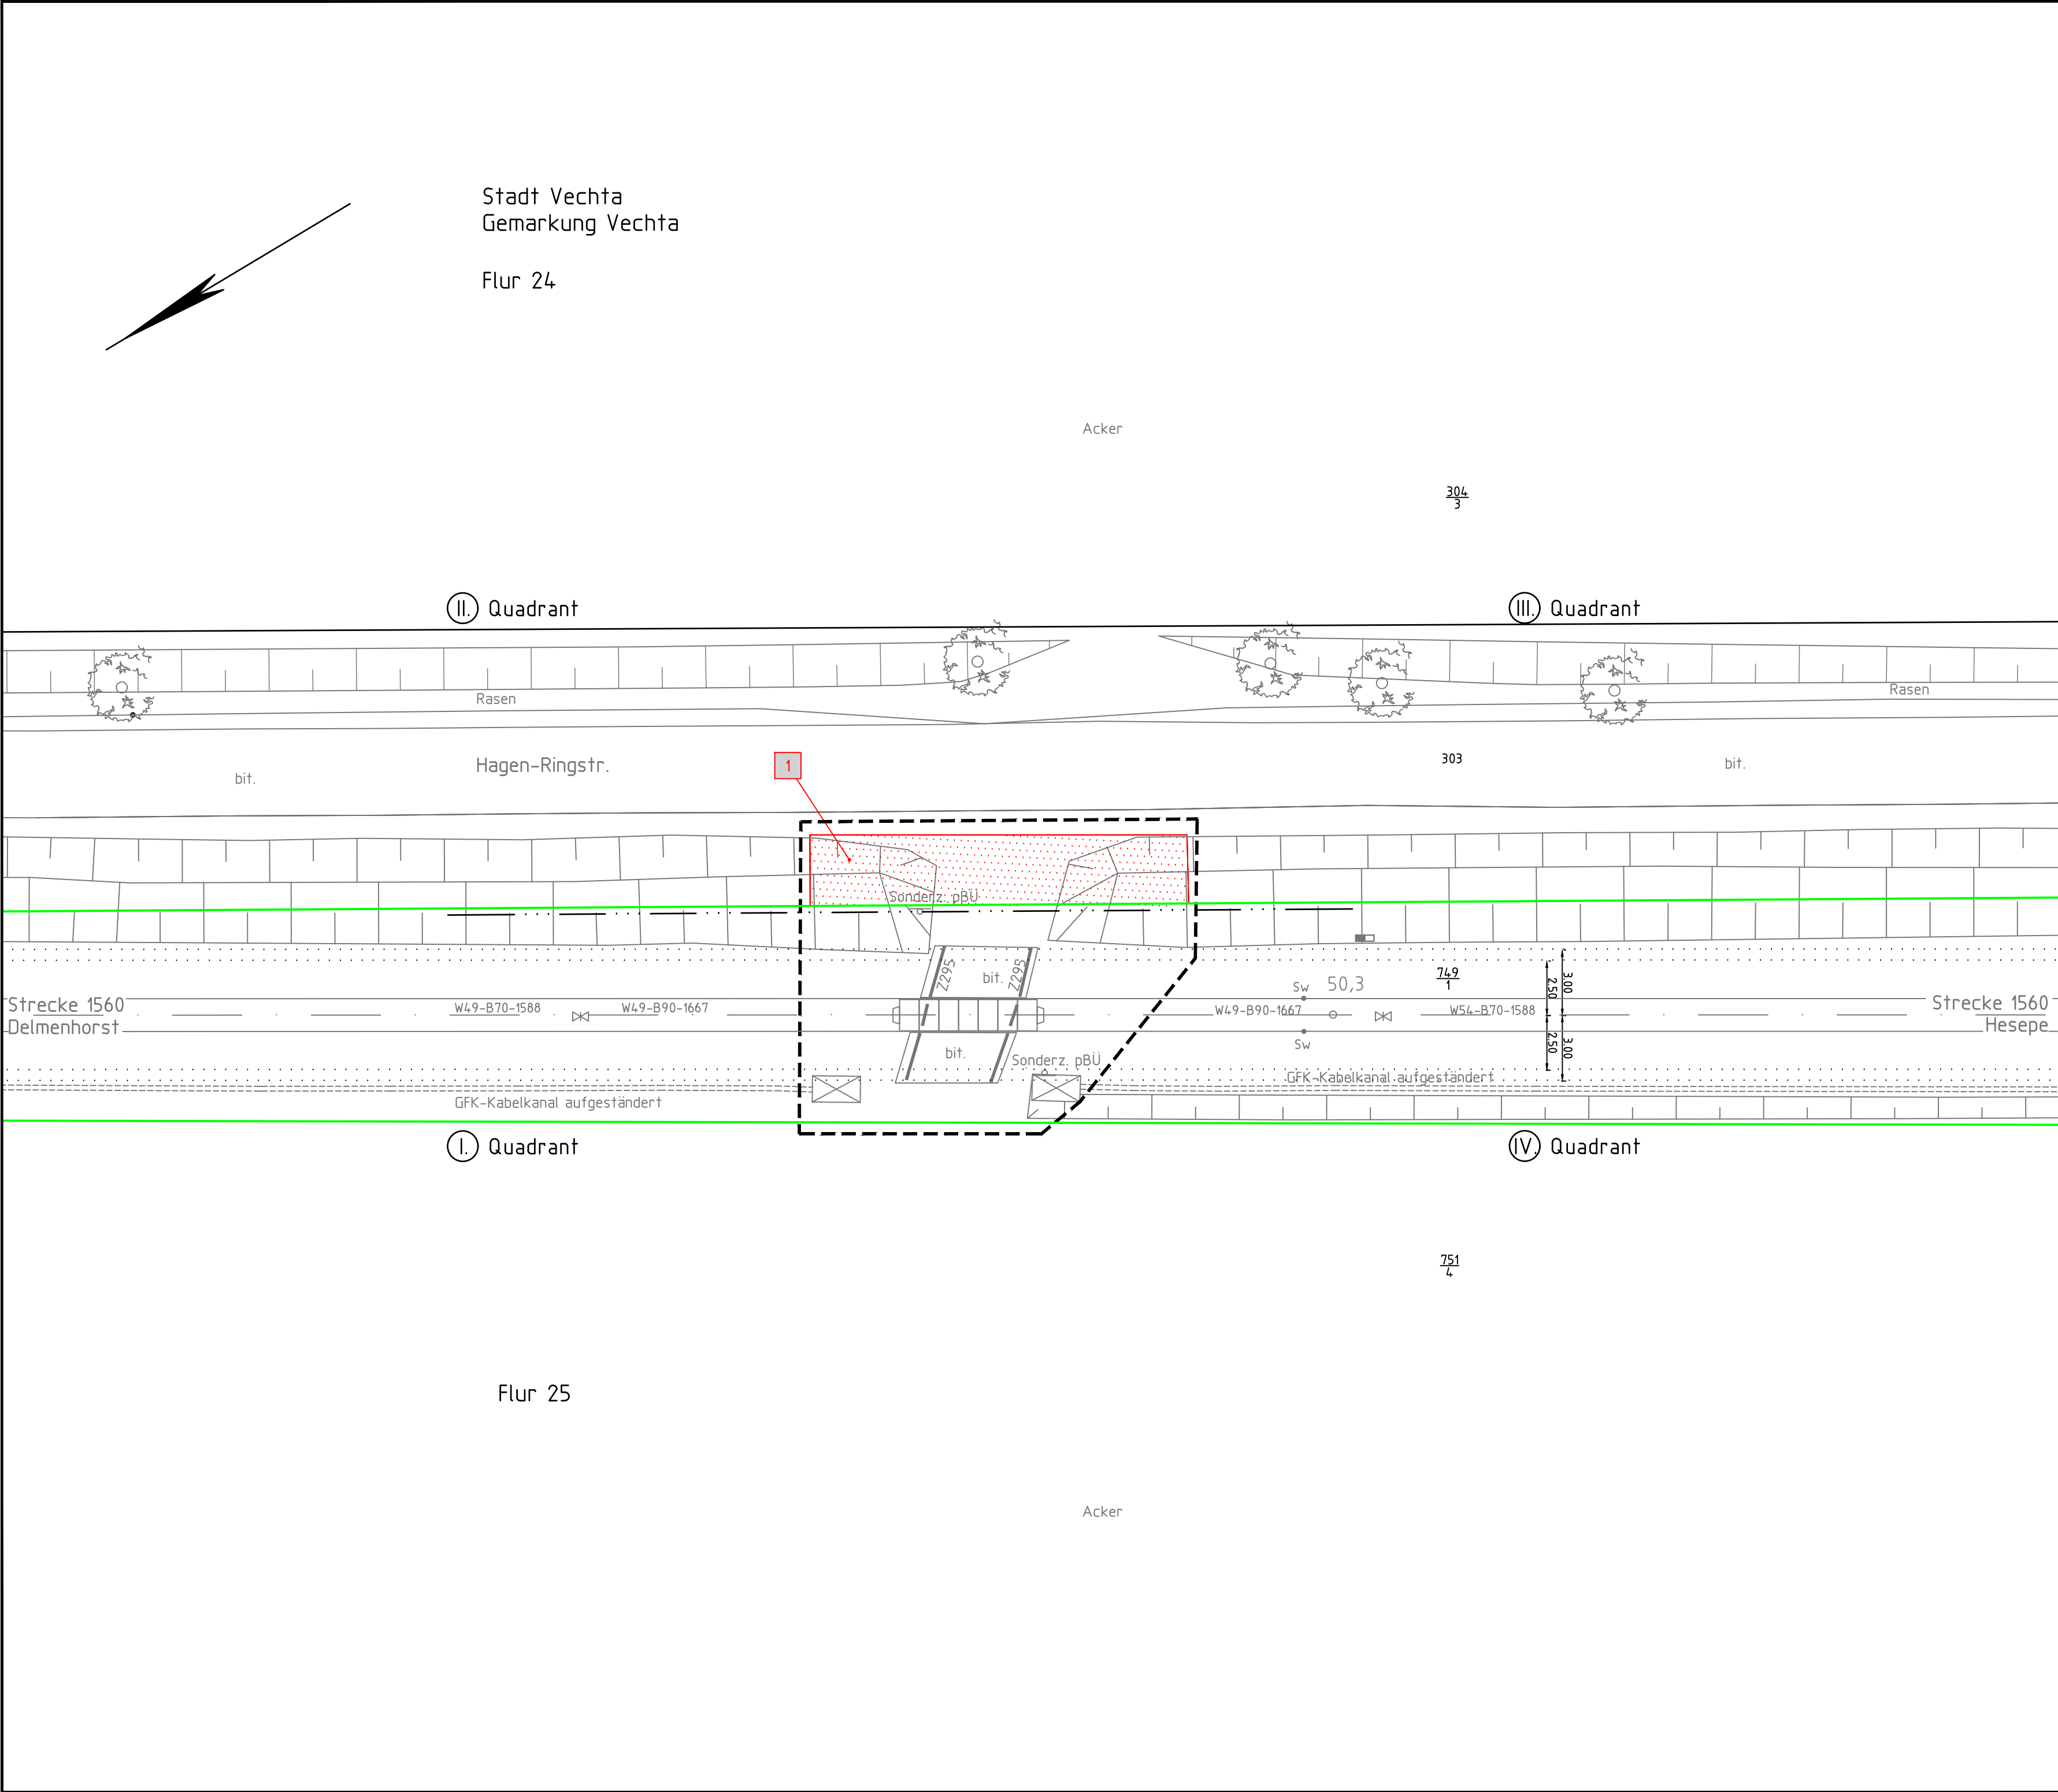 Stadt Vechta
Gemarkung Vechta
Flur 24
Acker
304
3
II. Quadrant
III. Quadrant
Rasen
Rasen
Hagen-Ringstr.
1
303
bit.
bit.
Sonderz. pBÜ
Z295
Z295
bit.
749
1
Sw
50,3
2.50
3.00
Strecke 1560
Delmenhorst
W49-B70-1588
W49-B90-1667
W49-B90-1667
W54-B70-1588
Strecke 1560
Hesepe
Sw
2.50
3.00
bit.
Sonderz. pBÜ
GFK-Kabelkanal aufgeständert
GFK-Kabelkanal aufgeständert
I. Quadrant
IV. Quadrant
751
4
Flur 25
Acker